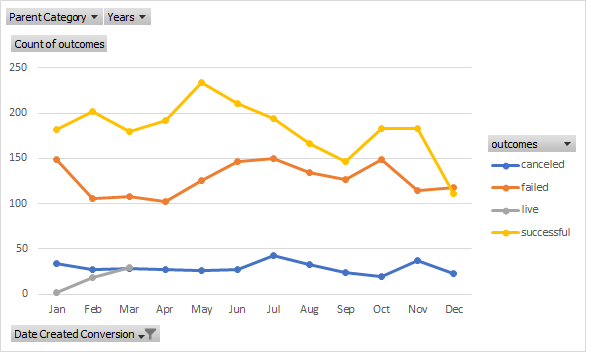 Parent Category Years
Count of outcomes
250
200
150
100
50
0
Jan Feb Mar Apr May Jun Jul Aug Sep Oct Nov Dec
outcomes
canceled
failed
live
successful
Date Created Conversion